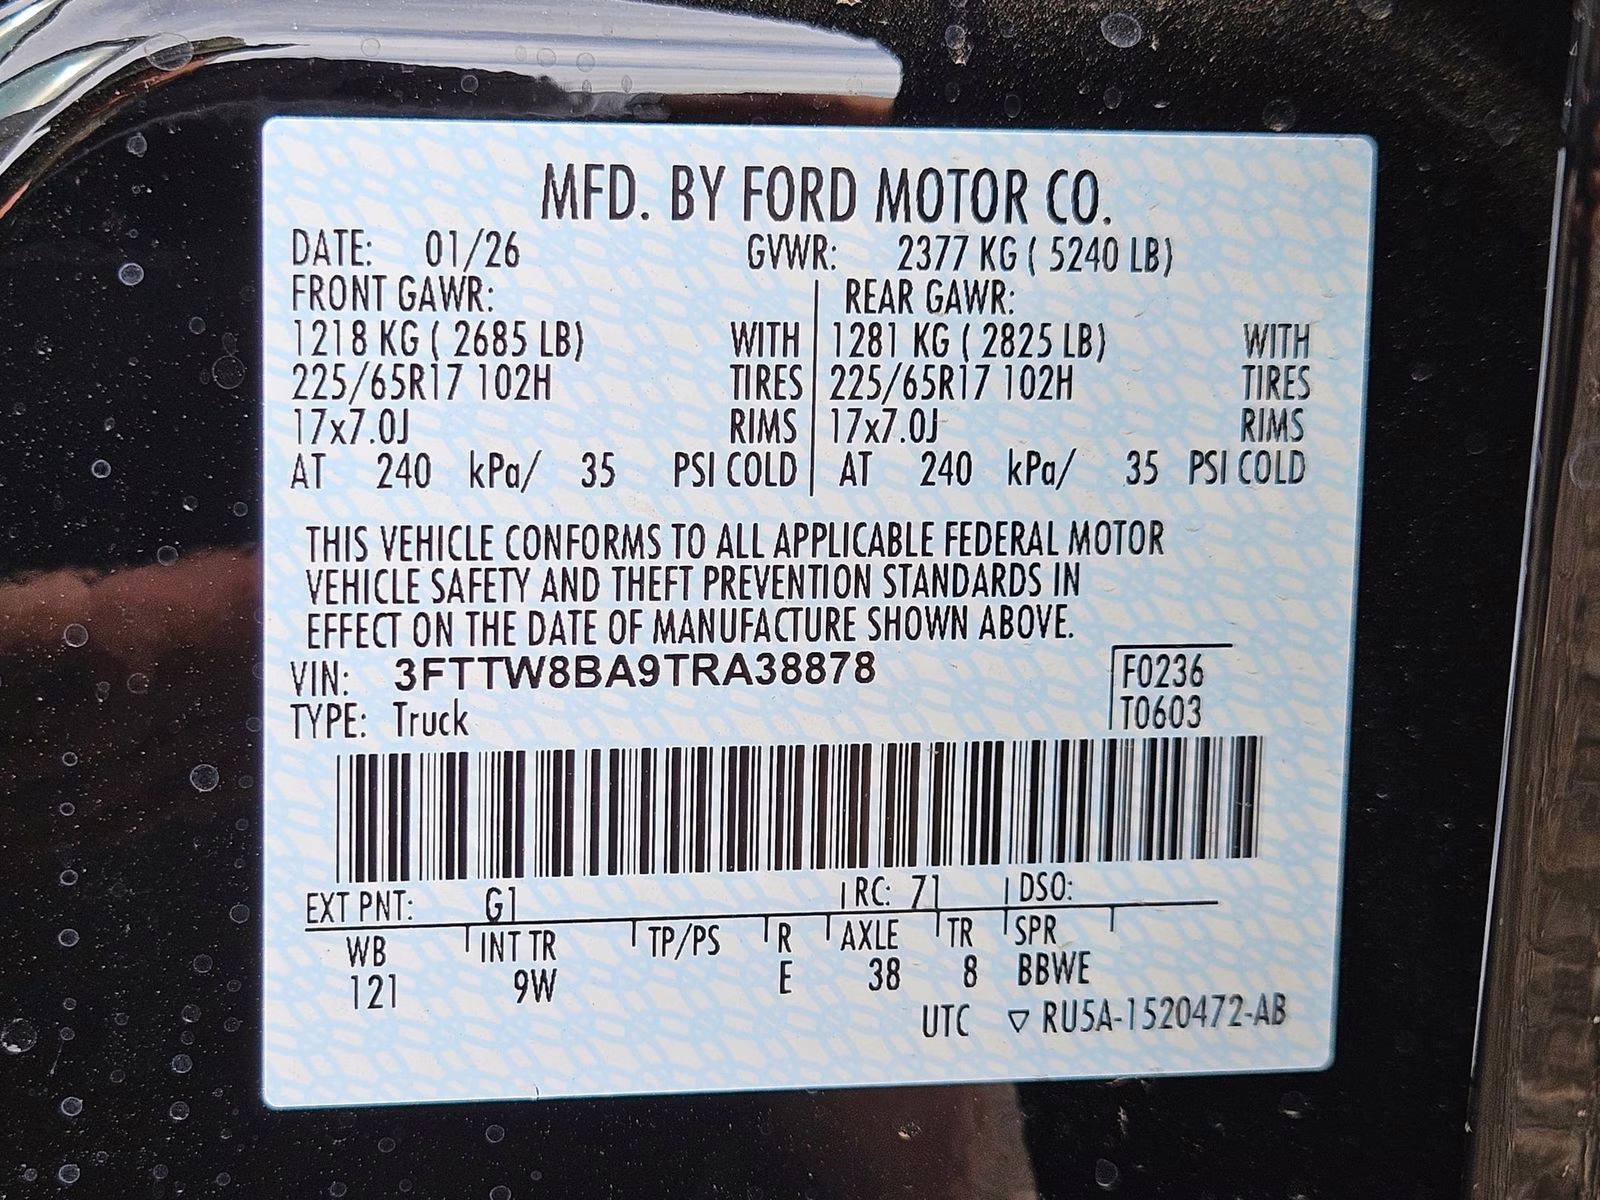 MFD. BY FORD MOTOR CO.
DATE: 01/26 GVWR: 2377 KG ( 5240 LB)
FRONT GAWR: REAR GAWR:
1218 KG ( 2685 LB) WITH 1281 KG ( 2825 LB) WITH
225/65R17 102H TIRES 225/65R17 102H TIRES
17x7.0J RIMS 17x7.0J RIMS
AT 240 kPa/ 35 PSI COLD AT 240 kPa/ 35 PSI COLD
THIS VEHICLE CONFORMS TO ALL APPLICABLE FEDERAL MOTOR
VEHICLE SAFETY AND THEFT PREVENTION STANDARDS IN
EFFECT ON THE DATE OF MANUFACTURE SHOWN ABOVE.
VIN: 3FTTW8BA9TRA38878 F0236
TYPE: Truck T0603
EXT PNT: G1 RC: 71 DSO:
WB INT TR TP/PS R AXLE TR SPR
121 9W E 38 8 BBWE
UTC ▽ RU5A-1520472-AB